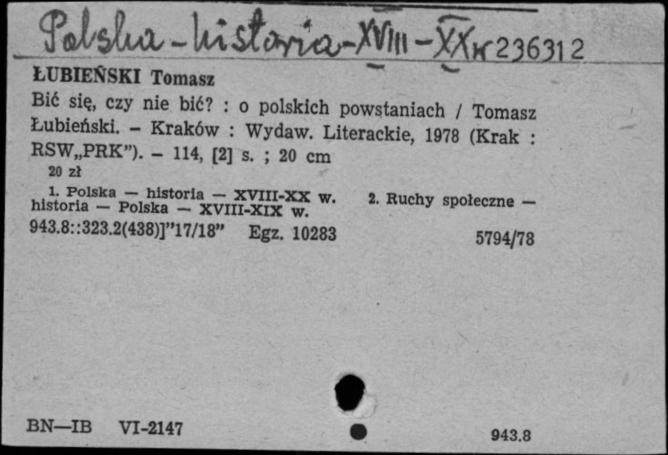 Polska - historia - XVIII - XX w 236312
ŁUBIEŃSKI Tomasz
Bić się, czy nie bić? : o polskich powstaniach / Tomasz
Łubieński. — Kraków : Wydaw. Literackie, 1978 (Krak :
RSW„PRK”). — 114, [2] s. ; 20 cm
20 zł
1. Polska — historia — XVIII-XX w. 2. Ruchy społeczne —
historia — Polska — XVIII-XIX w.
943.8::323.2(438)]”17/18” Egz. 10283 5794/78
BN—IB VI-2147 943.8